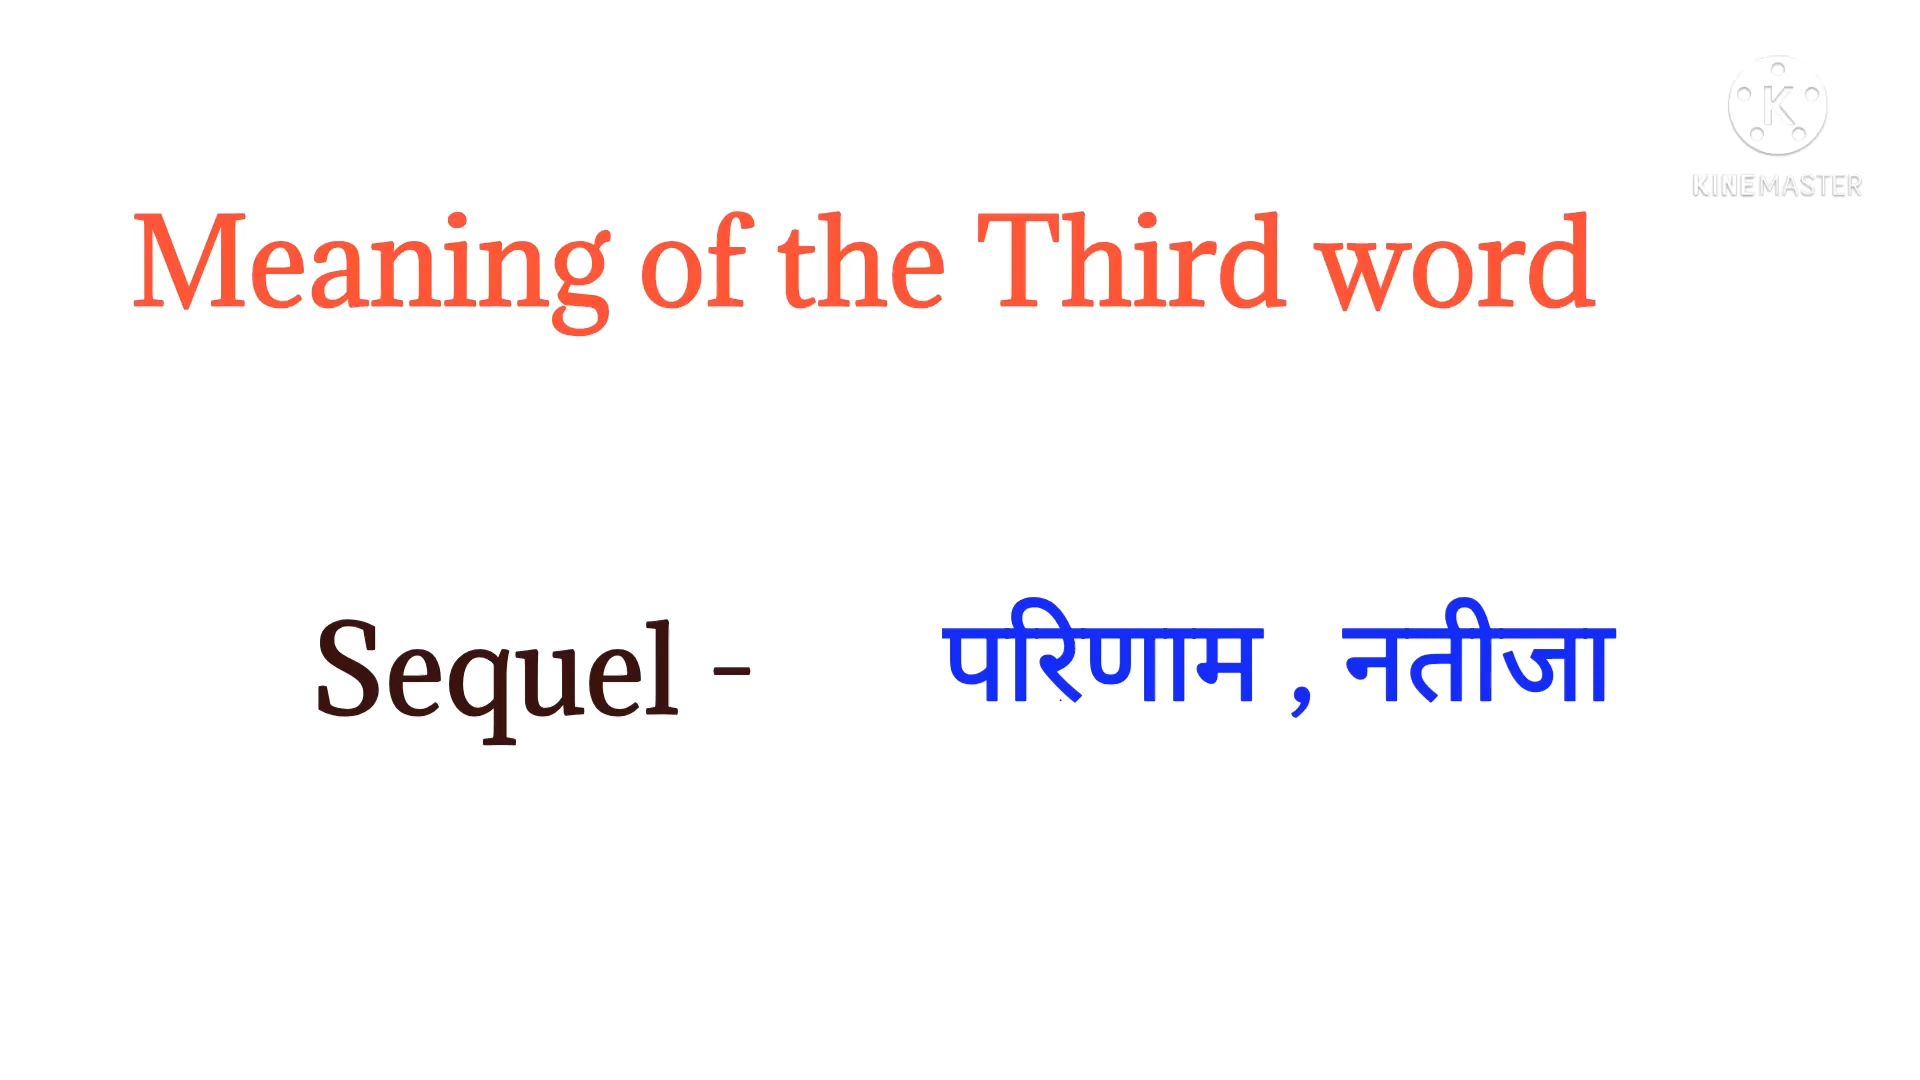 K
KINEMASTER
Meaning of the Third word
Sequel - परिणाम , नतीजा